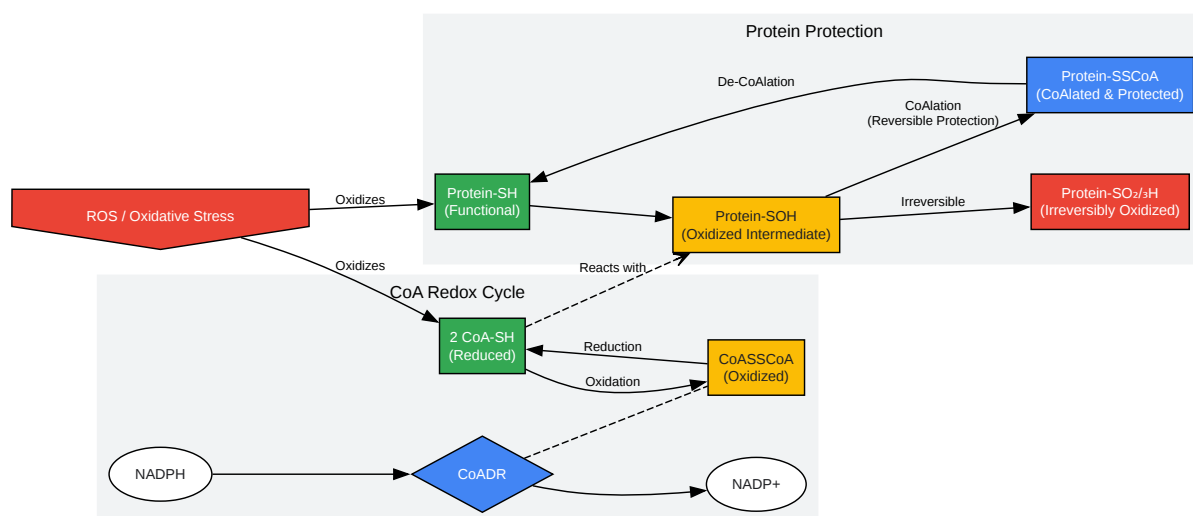 Protein Protection
De-CoAlation
Protein-SSCoA
(CoAlated & Protected)
CoAlation
(Reversible Protection)
ROS / Oxidative Stress
Oxidizes
Protein-SH
(Functional)
Protein-SOH
(Oxidized Intermediate)
Irreversible
Protein-SO₂/₃H
(Irreversibly Oxidized)
Oxidizes
Reacts with
CoA Redox Cycle
2 CoA-SH
(Reduced)
Reduction
Oxidation
CoASSCoA
(Oxidized)
NADPH
CoADR
NADP+